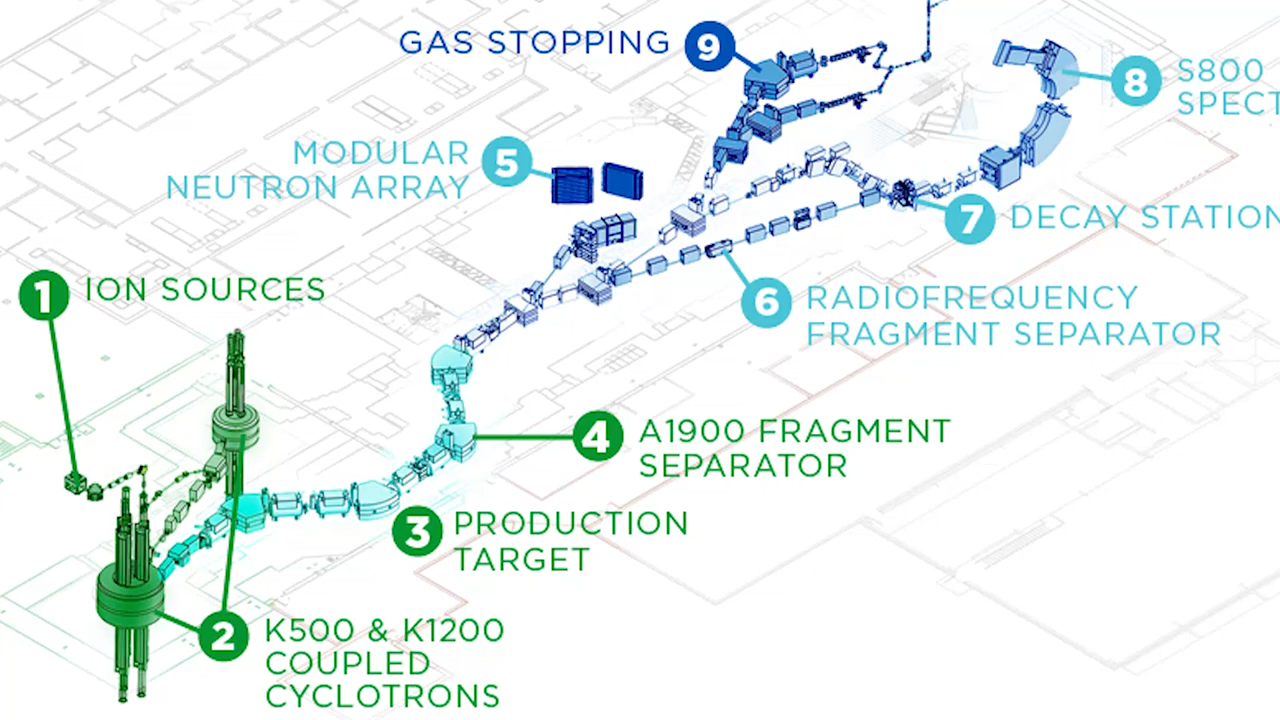 1 ION SOURCES
2 K500 & K1200
COUPLED
CYCLOTRONS
3 PRODUCTION
TARGET
4 A1900 FRAGMENT
SEPARATOR
5 MODULAR
NEUTRON ARRAY
6 RADIOFREQUENCY
FRAGMENT SEPARATOR
7 DECAY STATION
8 S800
SPECT
9 GAS STOPPING